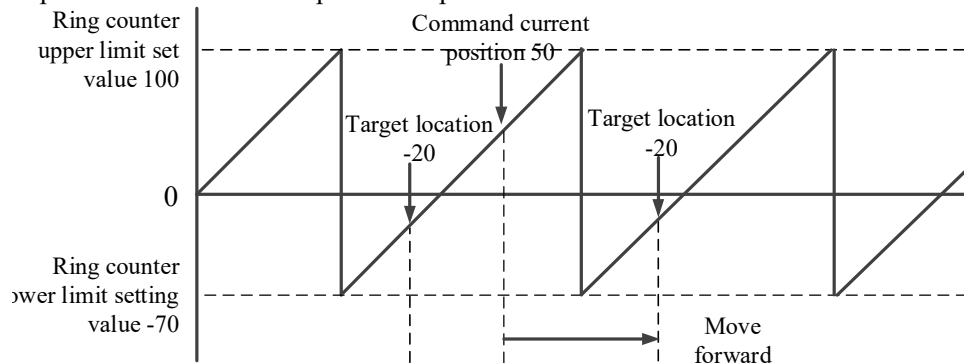 Ring counter
upper limit set
value 100
Command current
position 50
Target location
-20
Target location
-20
0
Ring counter
ower limit setting
value -70
Move
forward